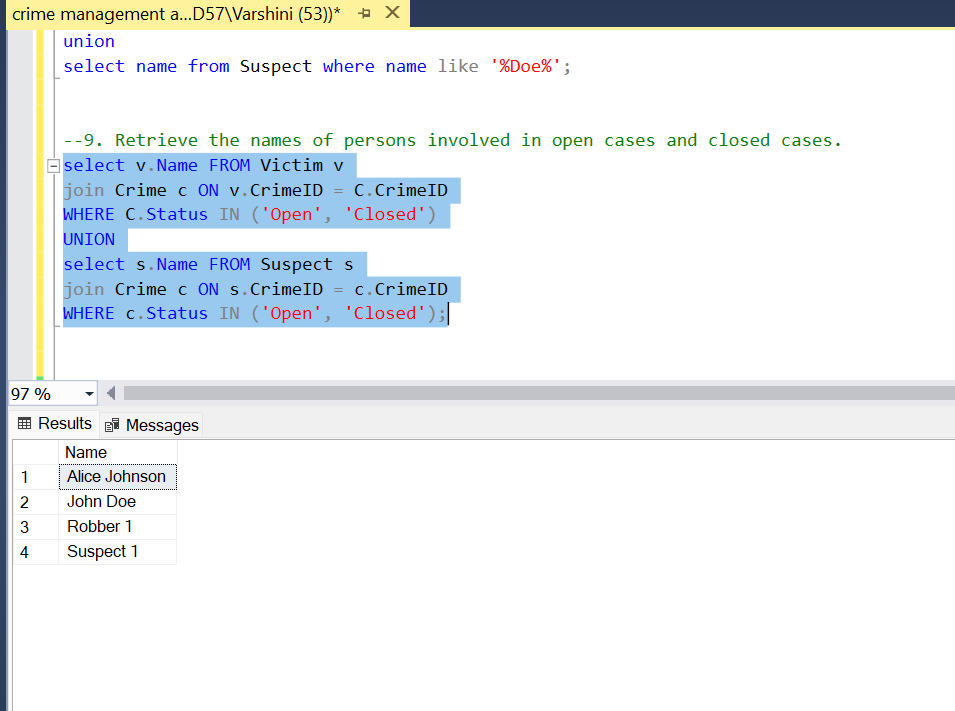 crime management a...D57\Varshini (53))*
union
select name from Suspect where name like '%Doe%';
--9. Retrieve the names of persons involved in open cases and closed cases.
select v.Name FROM Victim v
join Crime c ON v.CrimeID = C.CrimeID
WHERE C.Status IN ('Open', 'Closed')
UNION
select s.Name FROM Suspect s
join Crime c ON s.CrimeID = c.CrimeID
WHERE c.Status IN ('Open', 'Closed');
97 %
Results Messages
Name
1 Alice Johnson
2 John Doe
3 Robber 1
4 Suspect 1